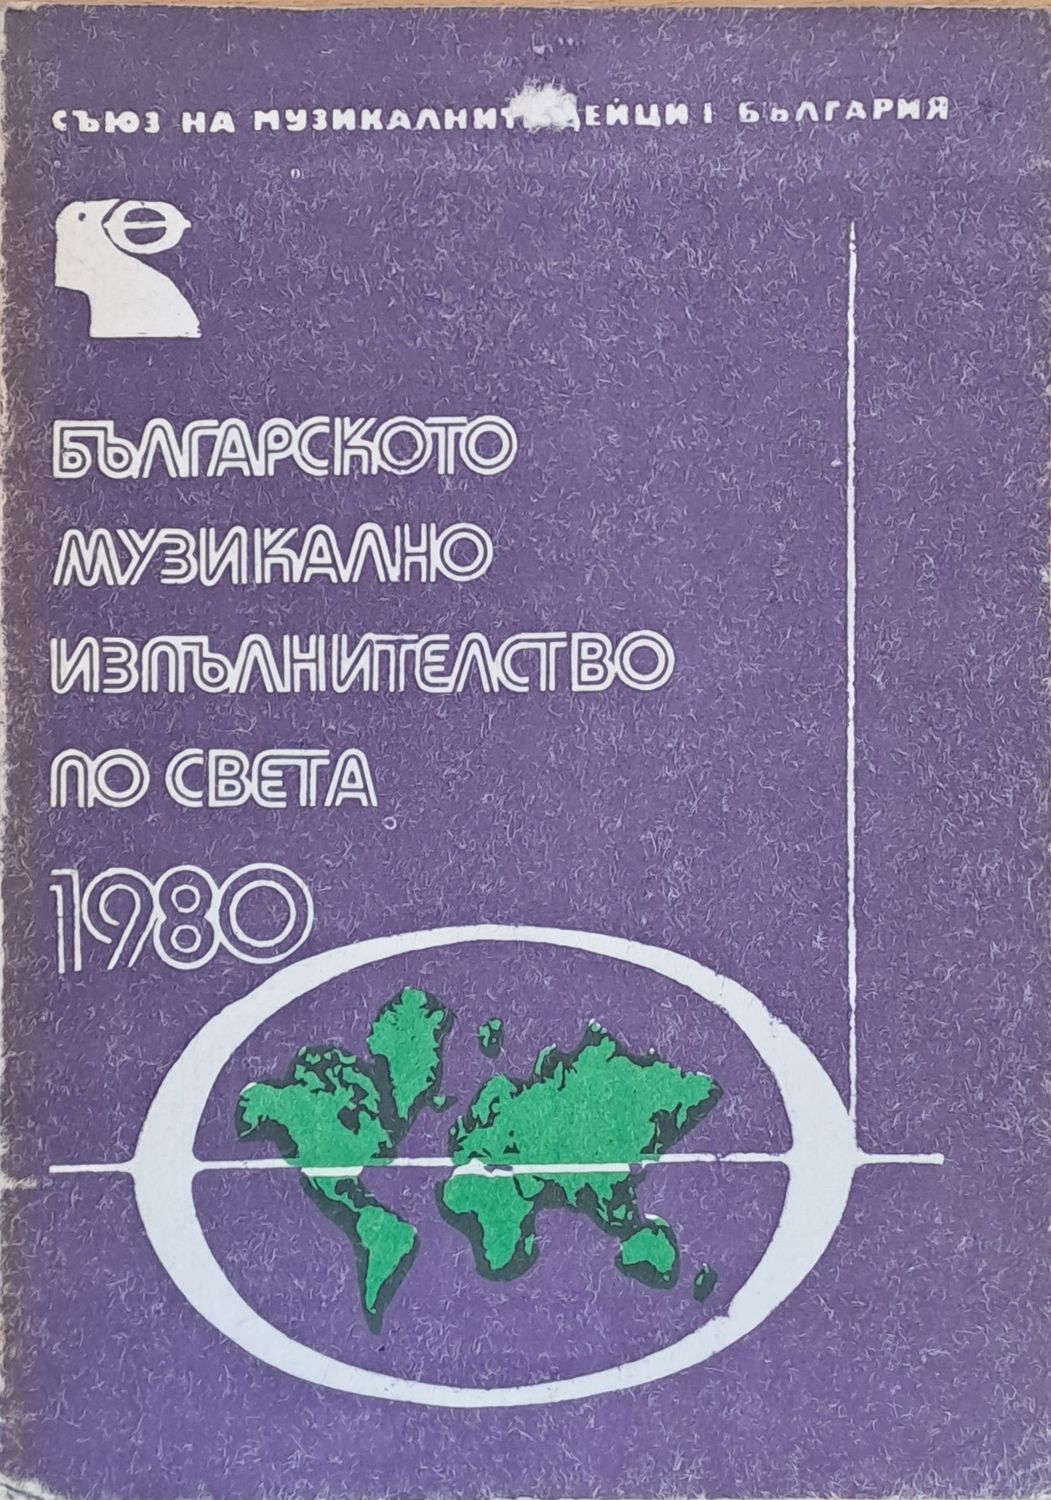 СЪЮЗ НА МУЗИКАЛНИТЕ ДЕЙЦИ В БЪЛГАРИЯ
БЪЛГАРСКОТО
МУЗИКАЛНО
ИЗПЪЛНИТЕЛСТВО
ПО СВЕТА
1980